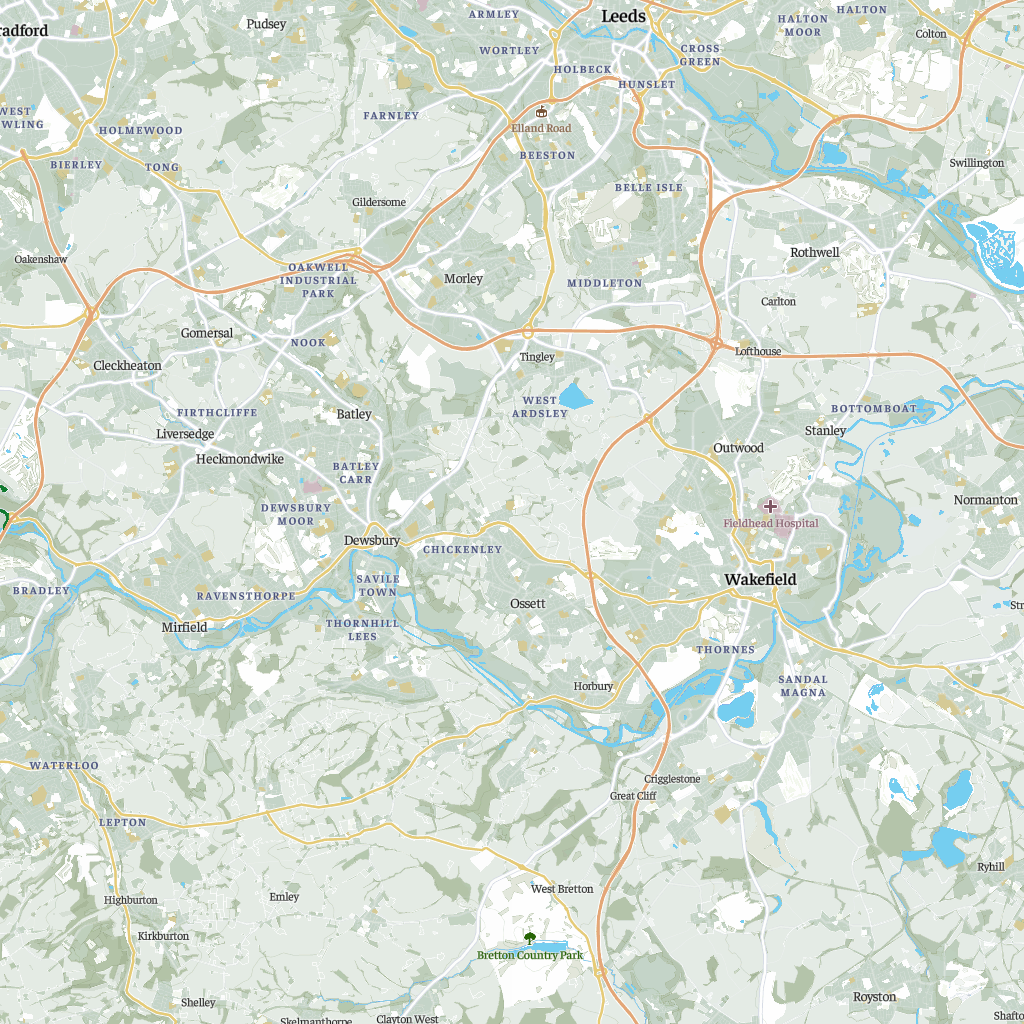 ARMLEY
Leeds
HALTON
Pudsey
HALTON
MOOR
radford
Colton
WORTLEY
CROSS
GREEN
HOLBECK
HUNSLET
WEST
WLING
HOLMEWOOD
FARNLEY
Elland Road
BEESTON
BIERLEY
TONG
Swillington
BELLE ISLE
Gildersome
Oakenshaw
OAKWELL
INDUSTRIAL
PARK
Morley
MIDDLETON
Rothwell
Carlton
Gomersal
NOOK
Cleckheaton
Tingley
Lofthouse
FIRTHCLIFFE
Batley
WEST
ARDSLEY
BOTTOMBOAT
Liversedge
Stanley
Heckmondwike
Outwood
BATLEY
CARR
DEWSBURY
MOOR
Normanton
Fieldhead Hospital
Dewsbury
CHICKENLEY
BRADLEY
SAVILE
TOWN
Wakefield
RAVENSTHORPE
Ossett
Str
Mirfield
THORNHILL
LEES
THORNES
Horbury
SANDAL
MAGNA
WATERLOO
Crigglestone
Great Cliff
LEPTON
Ryhill
Highburton
Emley
West Bretton
Kirkburton
Bretton Country Park
Shelley
Royston
Skelmanthorpe
Clayton West
Shafto